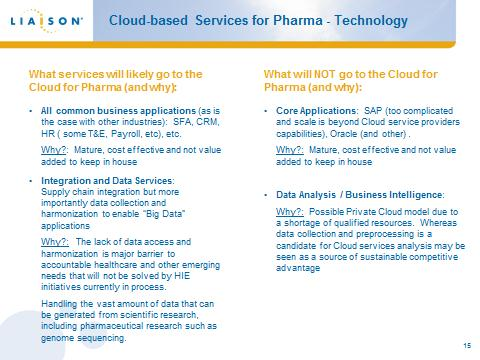 LIAISON®
Cloud-based Services for Pharma - Technology
What services will likely go to the
Cloud for Pharma (and why):
• All common business applications (as is
the case with other industries): SFA, CRM,
HR ( some T&E, Payroll, etc), etc.
Why?: Mature, cost effective and not value
added to keep in house
• Integration and Data Services:
Supply chain integration but more
importantly data collection and
harmonization to enable "Big Data"
applications
Why?: The lack of data access and
harmonization is major barrier to
accountable healthcare and other emerging
needs that will not be solved by HIE
initiatives currently in process.
Handling the vast amount of data that can
be generated from scientific research,
including pharmaceutical research such as
genome sequencing.
What will NOT go to the Cloud for
Pharma (and why):
• Core Applications: SAP (too complicated
and scale is beyond Cloud service providers
capabilities), Oracle (and other) .
Why?: Mature, cost effective and not value
added to keep in house
• Data Analysis / Business Intelligence:
Why?: Possible Private Cloud model due to
a shortage of qualified resources. Whereas
data collection and preprocessing is a
candidate for Cloud services analysis may be
seen as a source of sustainable competitive
advantage
15